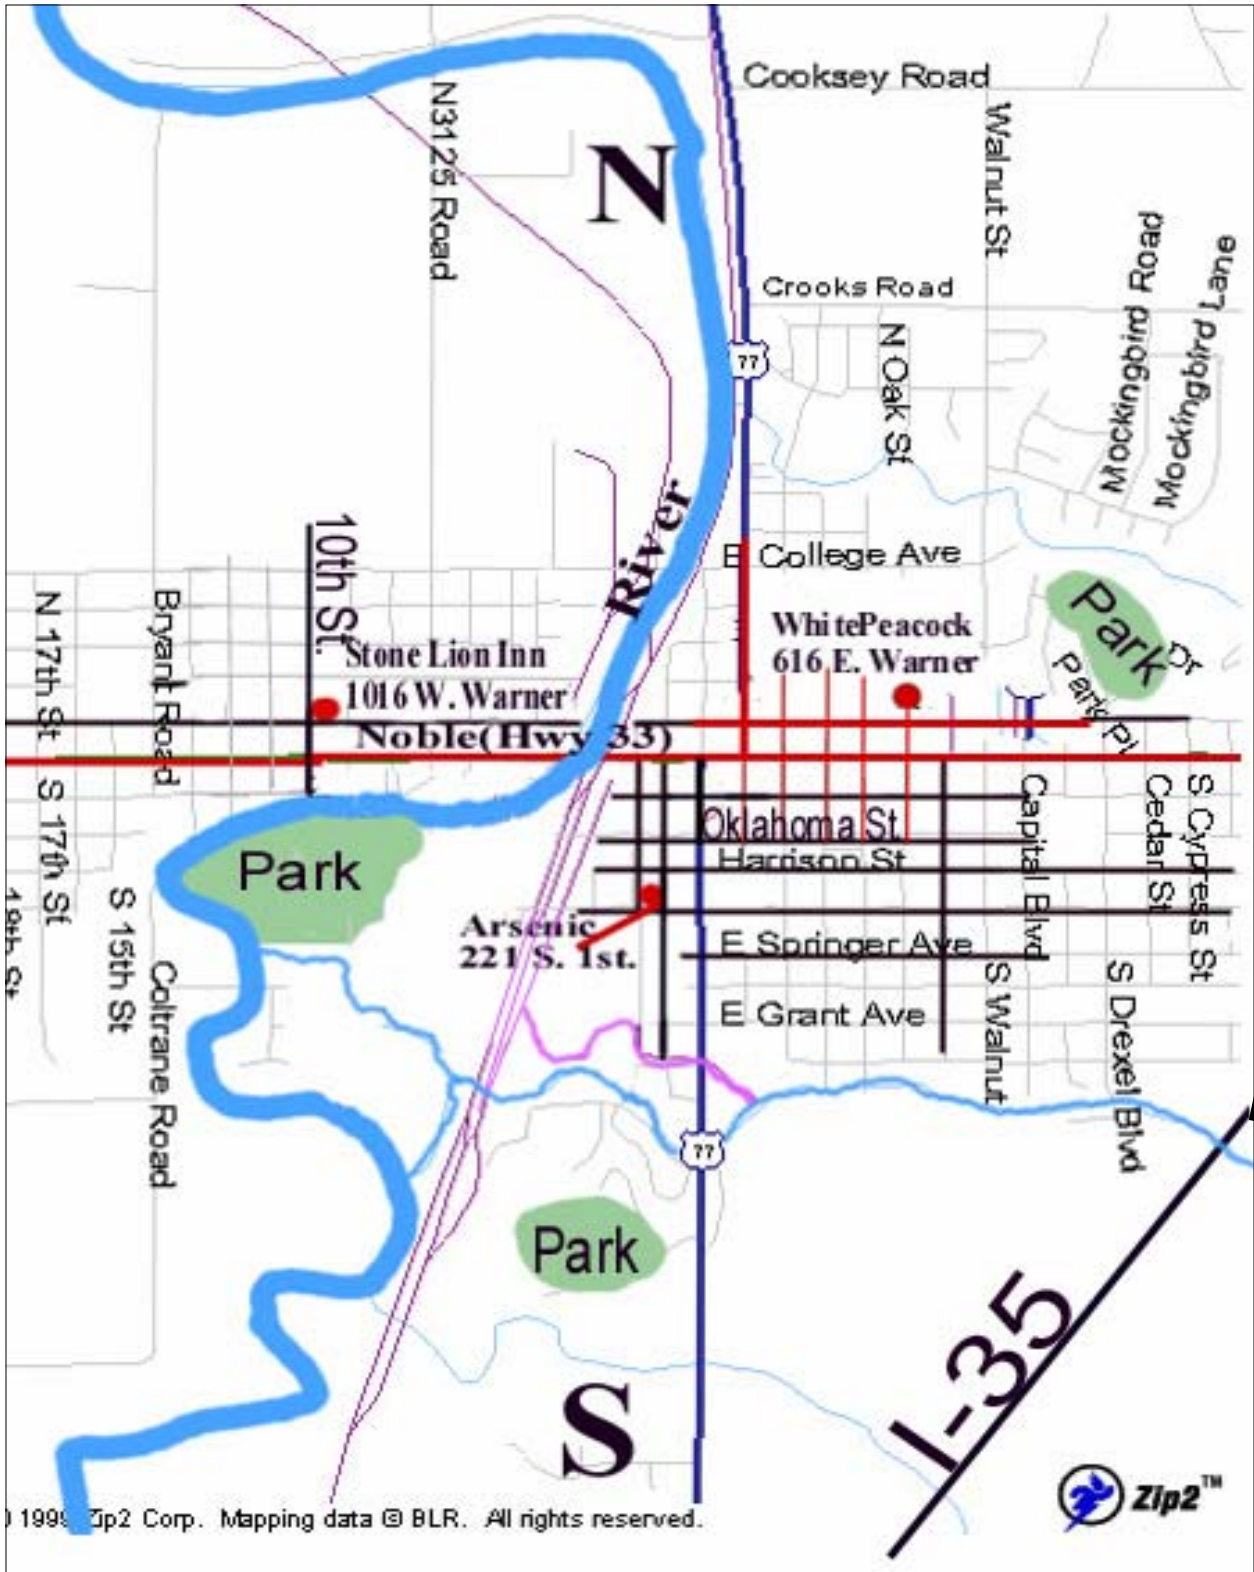 Cooksey Road
N3125 Road
Walnut St
N
Mockingbird Road
Mockingbird Lane
Crooks Road
N Oak St
77
River
10th St.
E College Ave
N 17th St
Bryant Road
Stone Lion Inn
1016 W. Warner
WhitePeacock
616 E. Warner
Park
Park Pl
Dr
Noble(Hwy 33)
S 17th St
Capital Blvd
Cedar St
S Cypress St
Oklahoma St.
Harrison St
Park
S 15th St
Arsenic
221 S. 1st.
E Springer Ave
Coltrane Road
S Walnut
S Drexel Blvd
E Grant Ave
77
Park
I-35
S
Zip2™
1999 Zip2 Corp. Mapping data © BLR. All rights reserved.